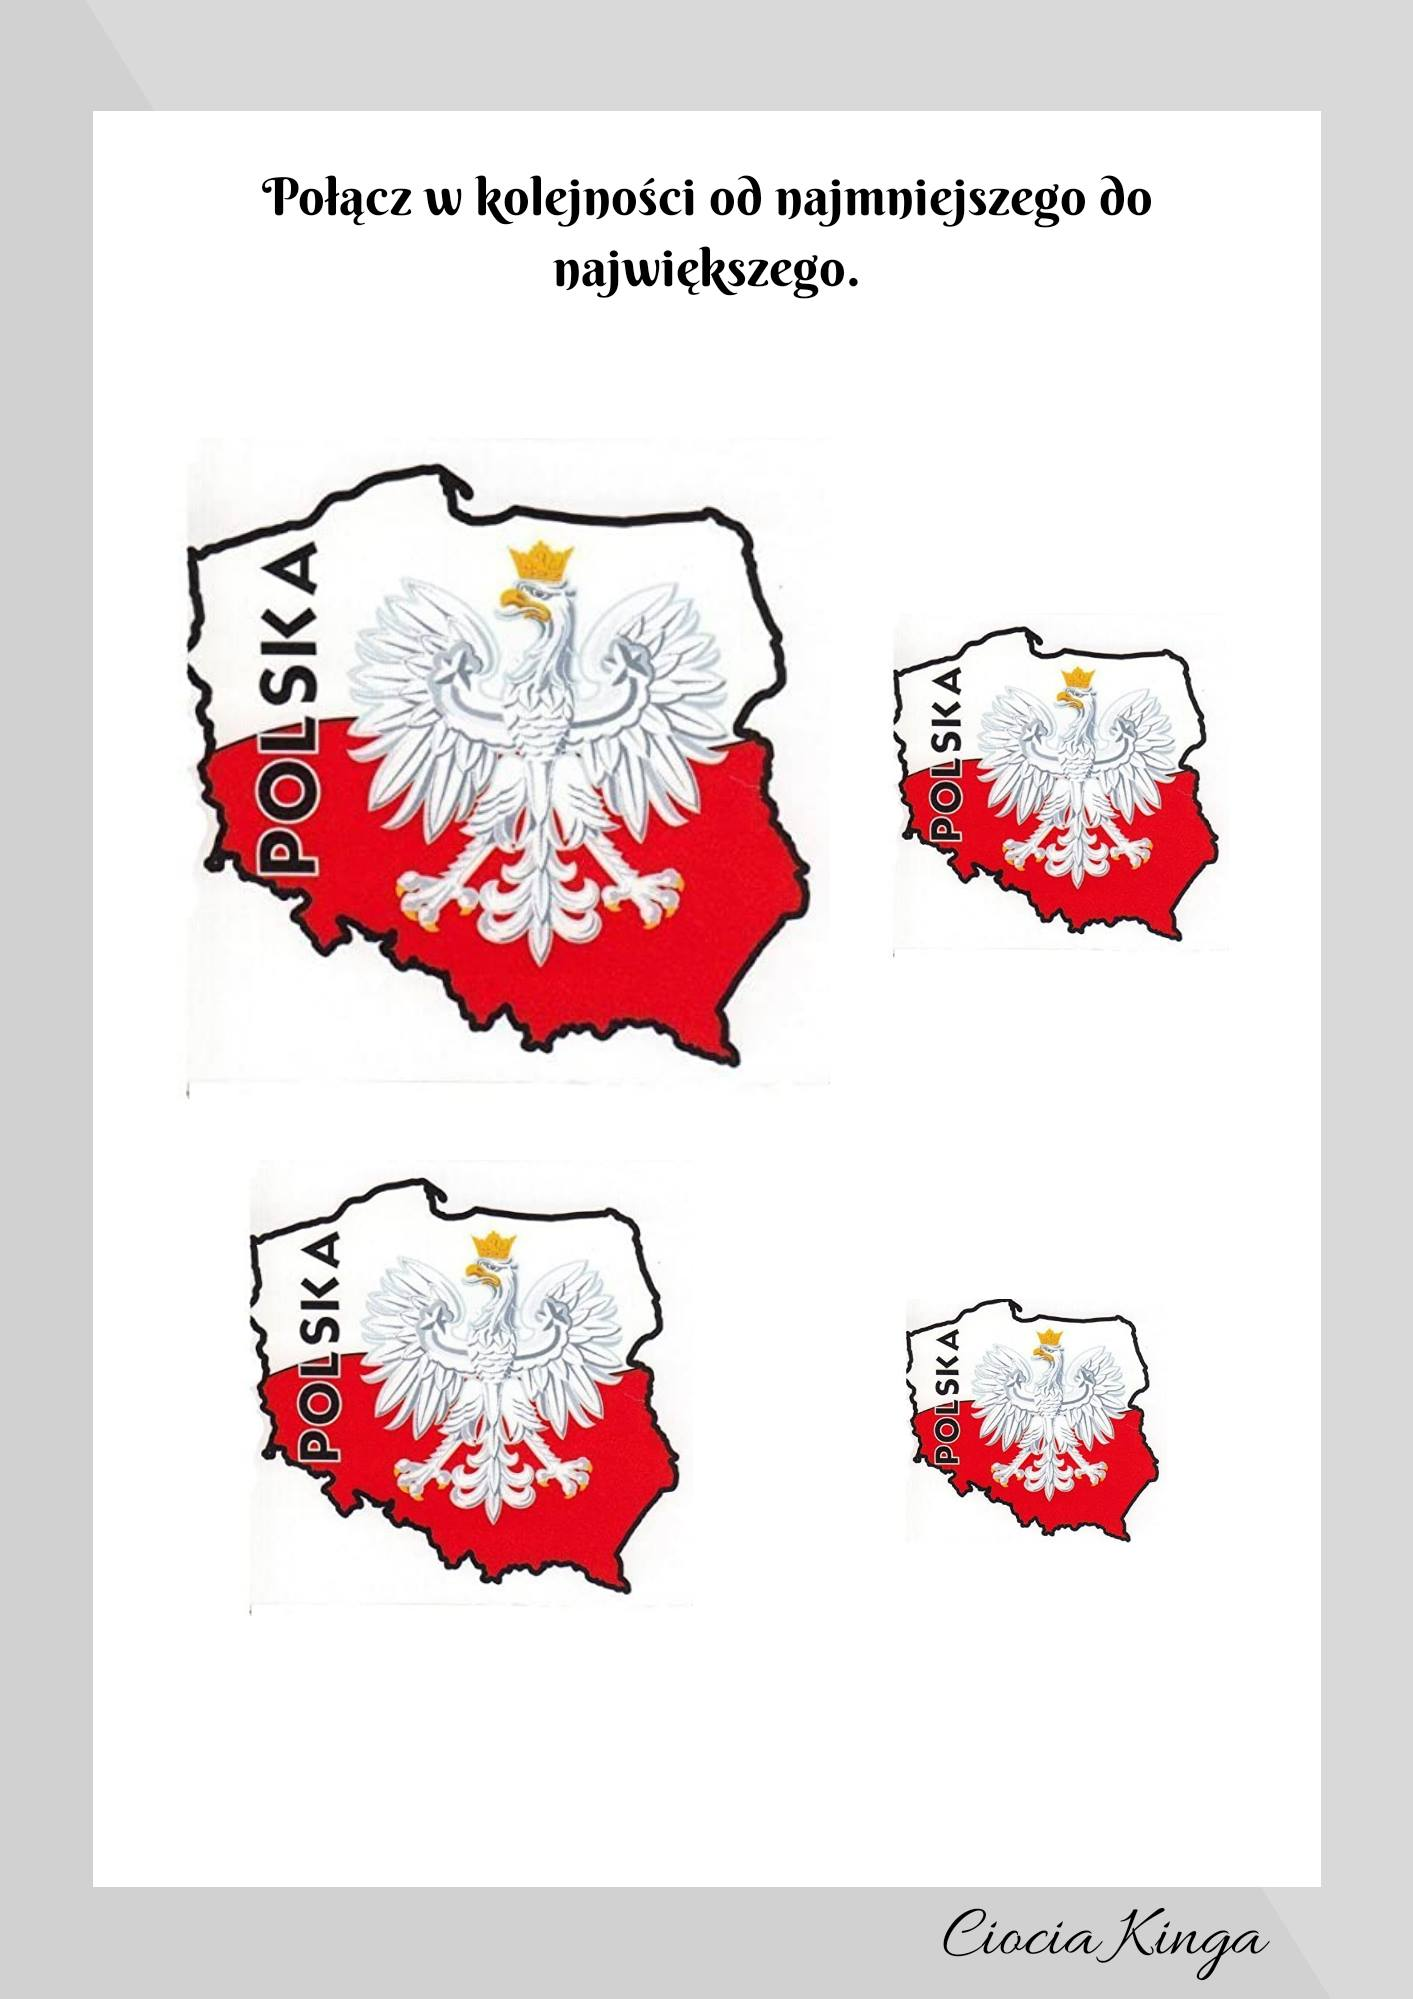 Połącz w kolejności od najmniejszego do
największego.
POLSKA
POLSKA
POLSKA
POLSKA
Ciocia Kinga